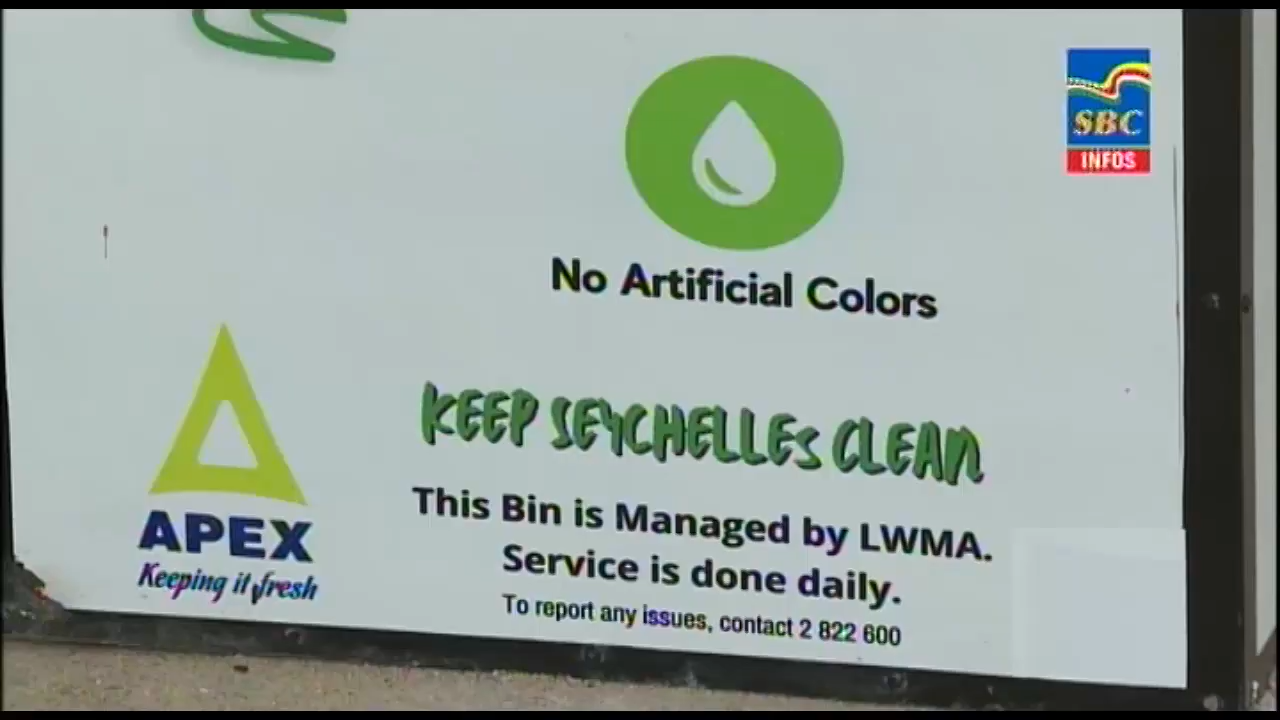 SBC
INFOS
No Artificial Colors
KEEP SEYCHELLEs CLEAN
This Bin is Managed by LWMA.
Service is done daily.
To report any issues, contact 2 822 600
APEX
Keeping it fresh